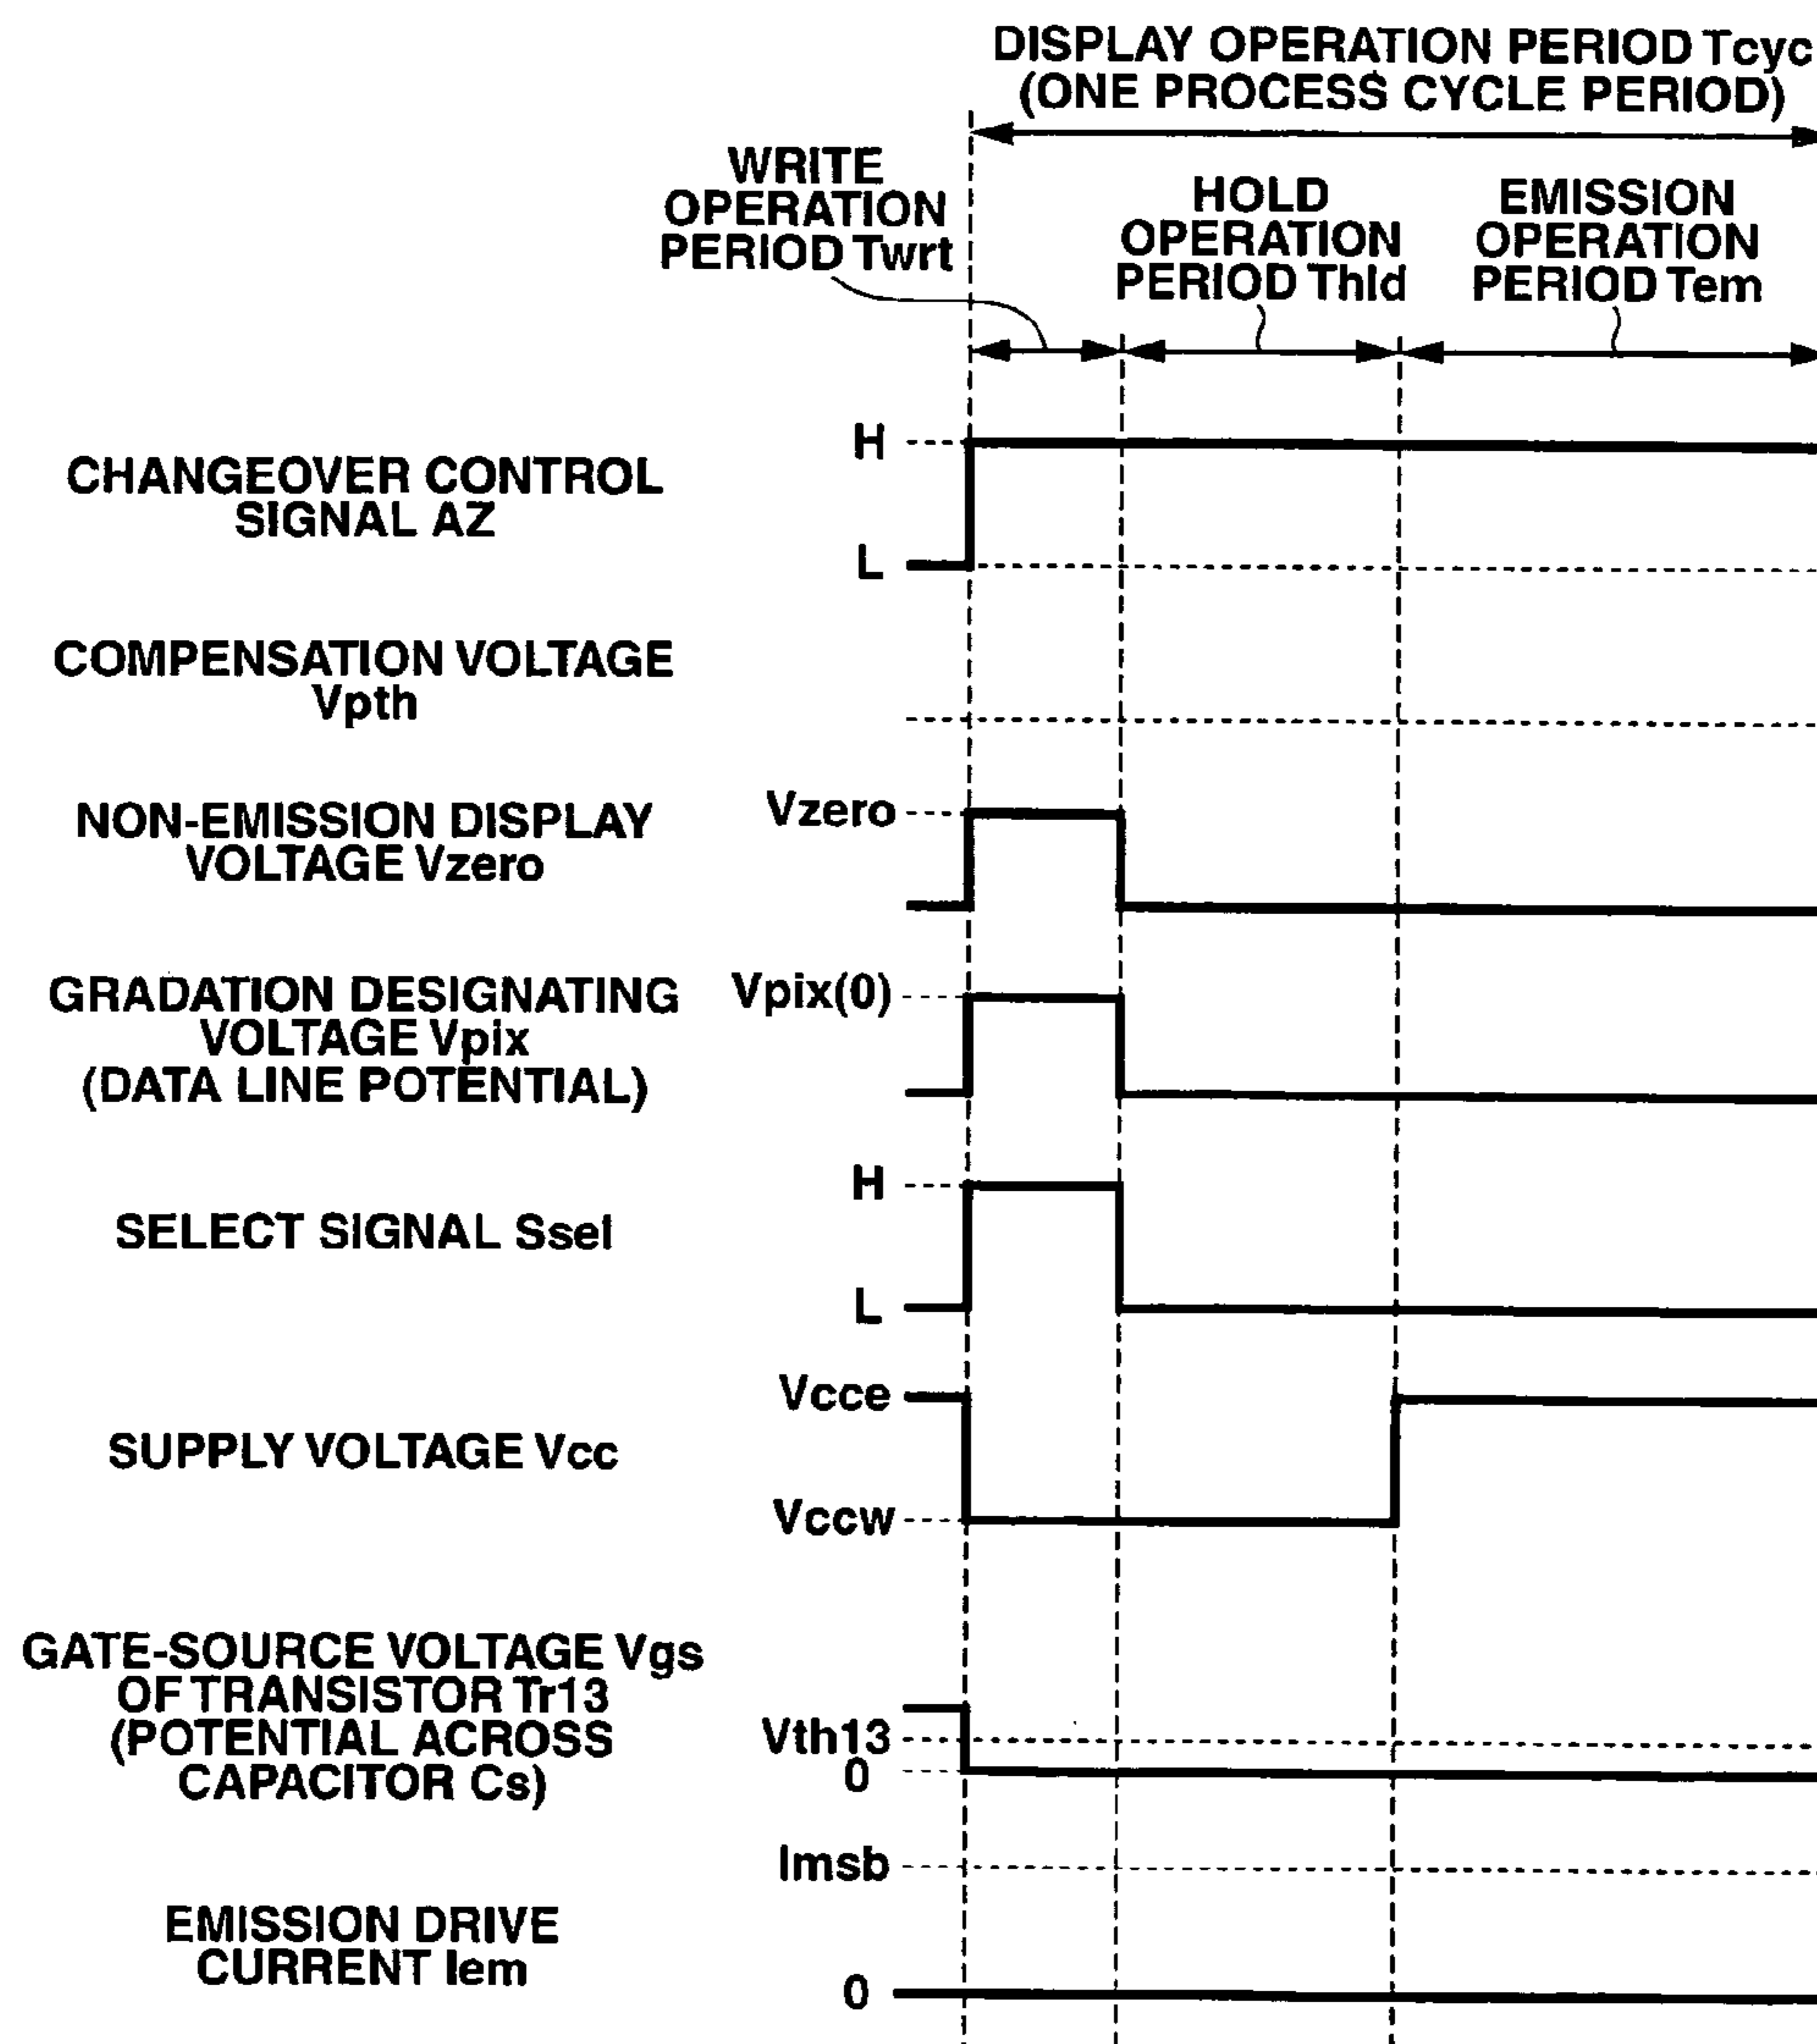 DISPLAY OPERATION PERIOD Tcyc
(ONE PROCESS CYCLE PERIOD)
WRITE
OPERATION
PERIOD Twrt
HOLD
OPERATION
PERIOD Thld
EMISSION
OPERATION
PERIOD Tem
CHANGEOVER CONTROL
SIGNAL AZ
H
L
COMPENSATION VOLTAGE
Vpth
NON-EMISSION DISPLAY
VOLTAGE Vzero
Vzero
GRADATION DESIGNATING
VOLTAGE Vpix
(DATA LINE POTENTIAL)
Vpix(0)
SELECT SIGNAL Ssel
H
L
SUPPLY VOLTAGE Vcc
Vcce
Vccw
GATE-SOURCE VOLTAGE Vgs
OF TRANSISTOR Tr13
(POTENTIAL ACROSS
CAPACITOR Cs)
Vth13
0
EMISSION DRIVE
CURRENT Iem
Imsb
0